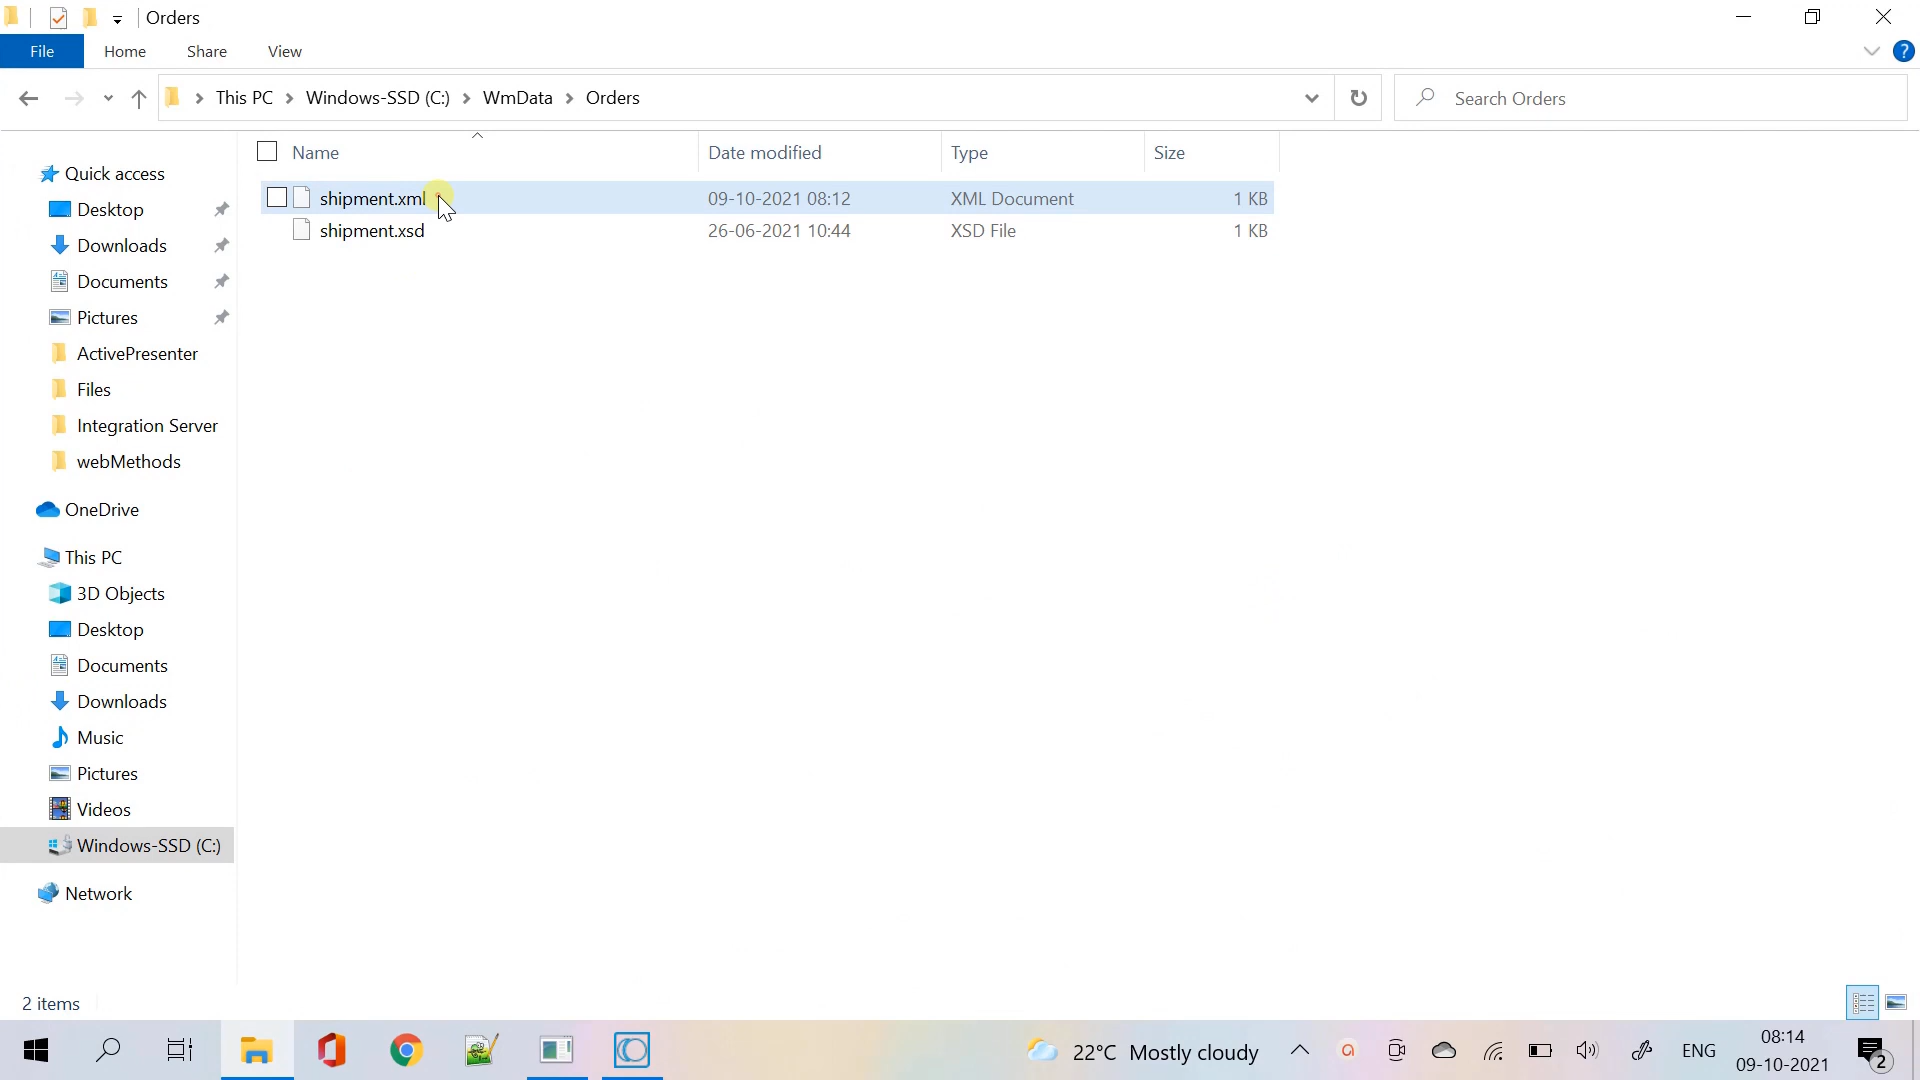 Orders
File Home Share View ?
This PC Windows-SSD (C:) WmData Orders Search Orders
Name Date modified Type Size
shipment.xml 09-10-2021 08:12 XML Document 1 KB
shipment.xsd 26-06-2021 10:44 XSD File 1 KB
Quick access
Desktop
Downloads
Documents
Pictures
ActivePresenter
Files
Integration Server
webMethods
OneDrive
This PC
3D Objects
Desktop
Documents
Downloads
Music
Pictures
Videos
Windows-SSD (C:)
Network
2 items
22°C Mostly cloudy ENG 08:14
09-10-2021 2